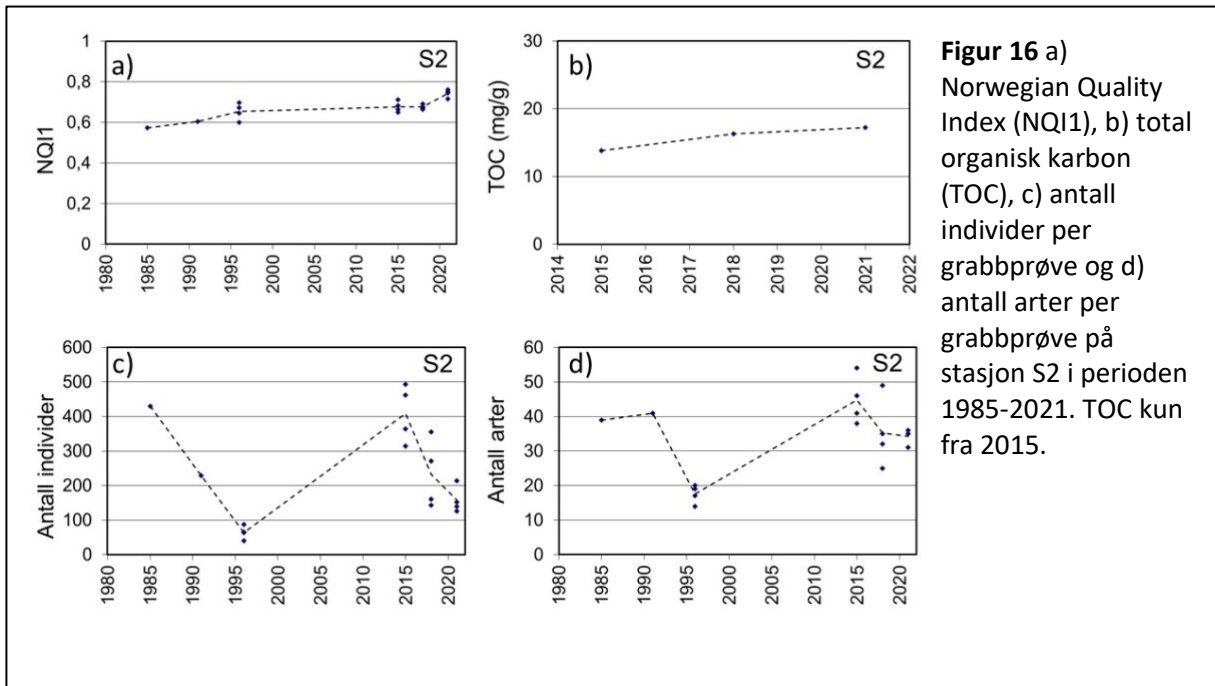 a)
S2
1
0,8
0,6
0,4
0,2
0
NQI1
1980
1985
1990
1995
2000
2005
2010
2015
2020
b)
S2
30
20
10
0
TOC (mg/g)
2014
2015
2016
2017
2018
2019
2020
2021
2022
c)
S2
600
500
400
300
200
100
0
Antall individer
1980
1985
1990
1995
2000
2005
2010
2015
2020
d)
S2
60
50
40
30
20
10
0
Antall arter
1980
1985
1990
1995
2000
2005
2010
2015
2020
Figur 16 a)
Norwegian Quality
Index (NQI1), b) total
organisk karbon
(TOC), c) antall
individer per
grabbprøve og d)
antall arter per
grabbprøve på
stasjon S2 i perioden
1985-2021. TOC kun
fra 2015.